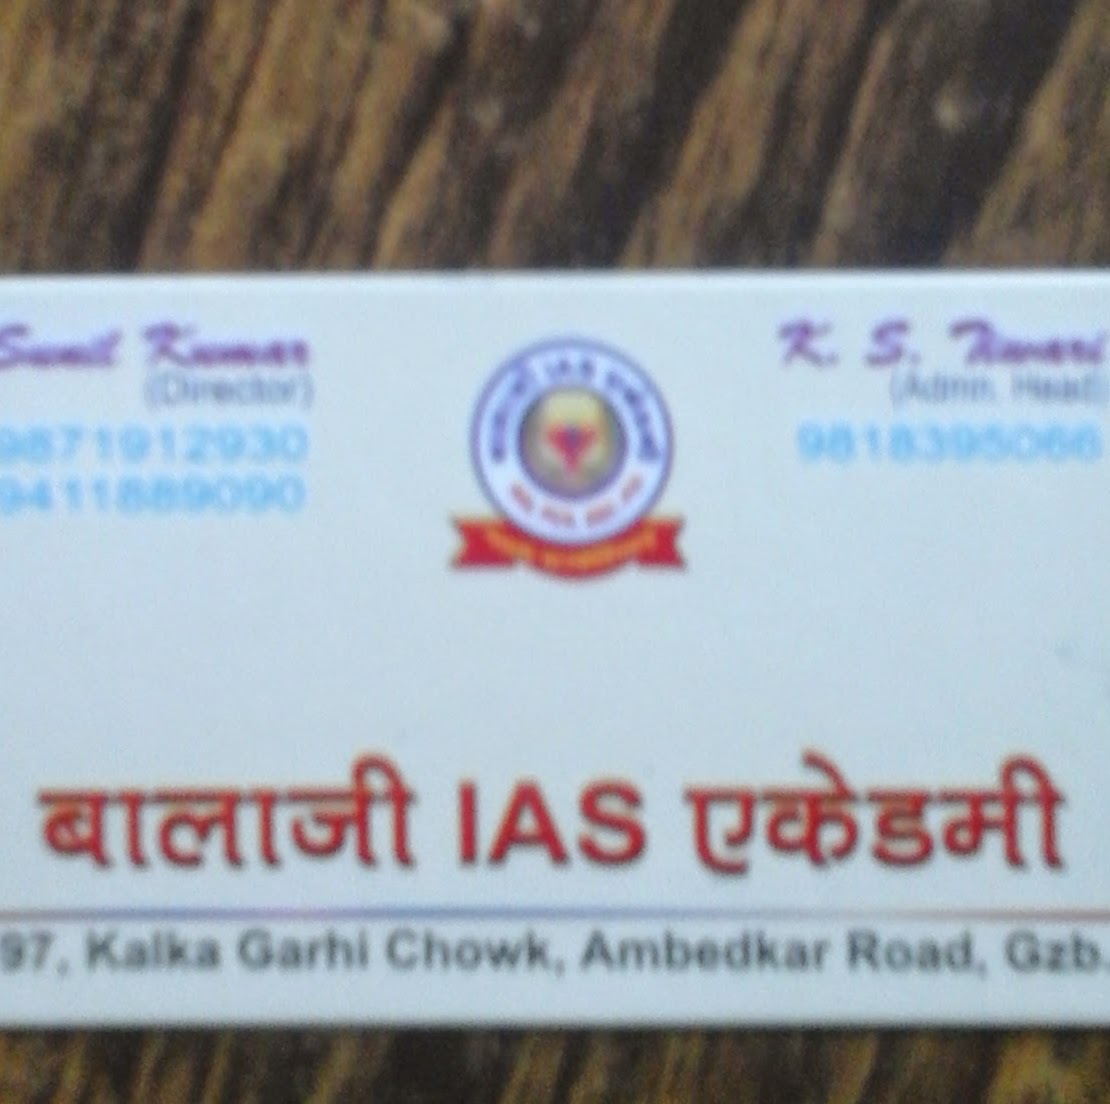 Sunil Kumar
(Director)
9871912930
9411889090
K. S. Tiwari
(Admn. Head)
9818395066
बालाजी IAS एकेडमी
97, Kalka Garhi Chowk, Ambedkar Road, Gzb.